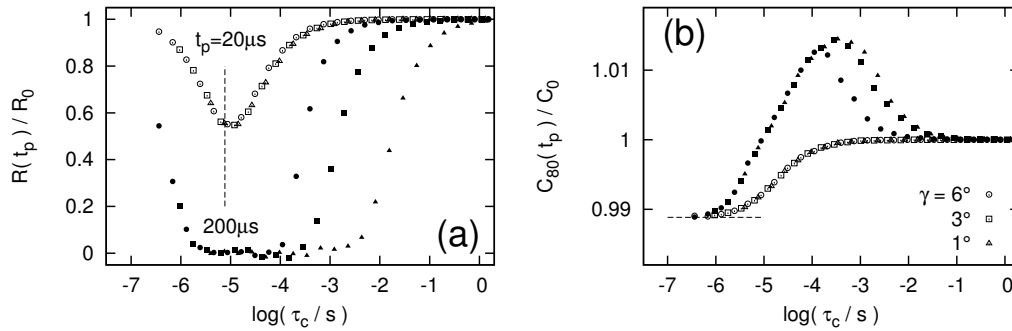 R( t_p ) / R_0
1
0.8
0.6
0.4
0.2
0
t_p=20μs
200μs
(a)
-7 -6 -5 -4 -3 -2 -1 0
log( τ_c / s )
C_80(t_p) / C_0
1.01
1
0.99
(b)
γ = 6°
3°
1°
-7 -6 -5 -4 -3 -2 -1 0
log( τ_c / s )